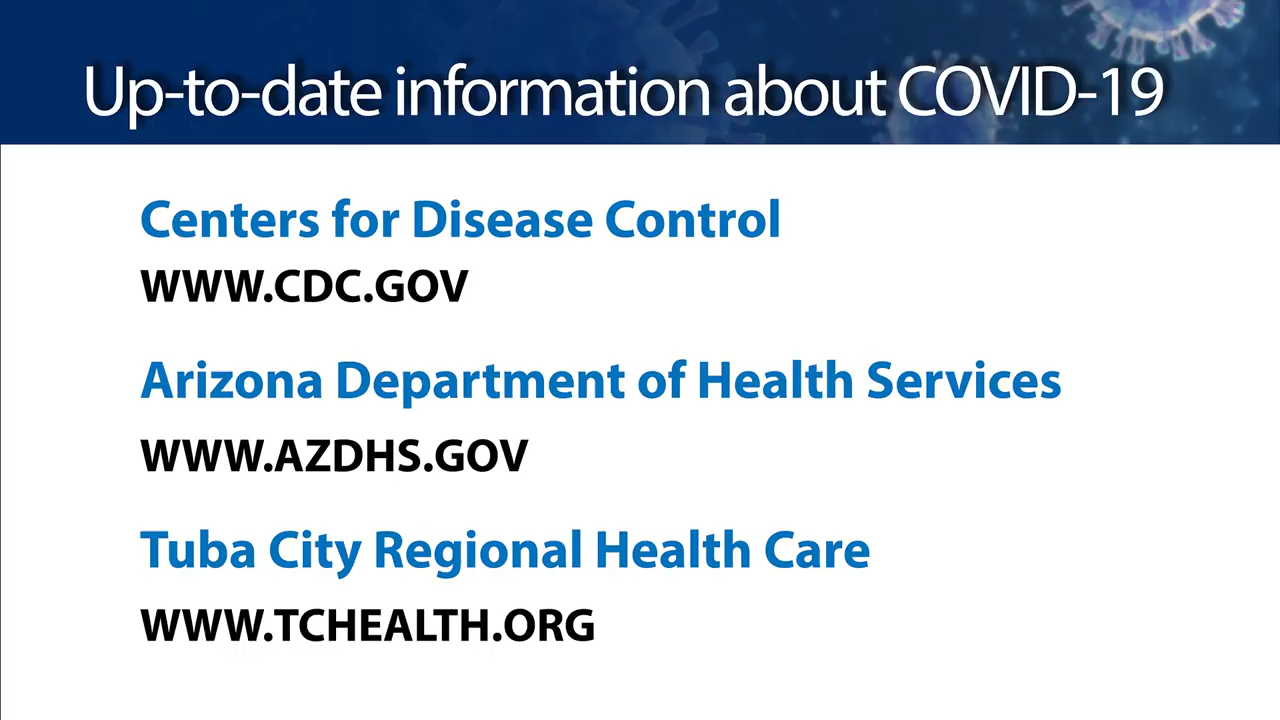 Up-to-date information about COVID-19
Centers for Disease Control
WWW.CDC.GOV
Arizona Department of Health Services
WWW.AZDHS.GOV
Tuba City Regional Health Care
WWW.TCHEALTH.ORG